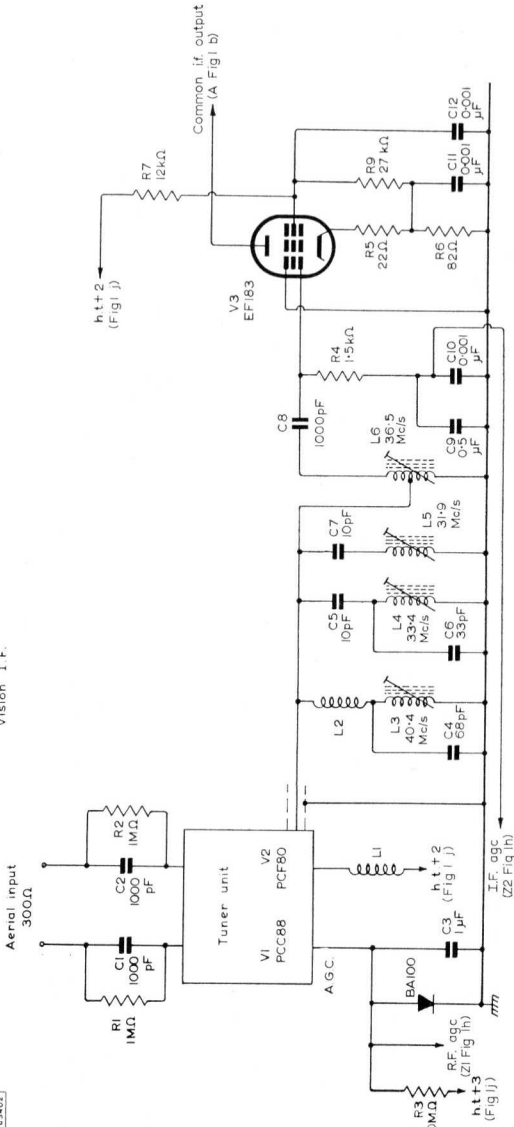 Vision I.F.
Aerial input
300Ω
R1
1MΩ
C1
1000
pF
C2
1000
pF
R2
1MΩ
Tuner unit
V1
PCC88
V2
PCF80
A.G.C.
L1
ht+2
(Fig 1 j)
C3
1μF
BA100
R.F. agc
(Z1 Fig 1h)
R3
ht+3
(Fig 1j)
L2
L3
40·4
Mc/s
C4
68pF
C5
10pF
L4
33·4
Mc/s
C6
33pF
C7
10pF
L5
31·9
Mc/s
L6
36·5
Mc/s
C8
1000pF
R4
1·5kΩ
C9
0·5
μF
C10
0·001
μF
I.F. agc
(Z2 Fig 1h)
V3
EF183
R5
22Ω
R6
82Ω
R9
27 kΩ
C11
0·001
μF
C12
0·001
μF
R7
12kΩ
ht+2
(Fig 1 j)
Common i.f. output
(A Fig 1 b)